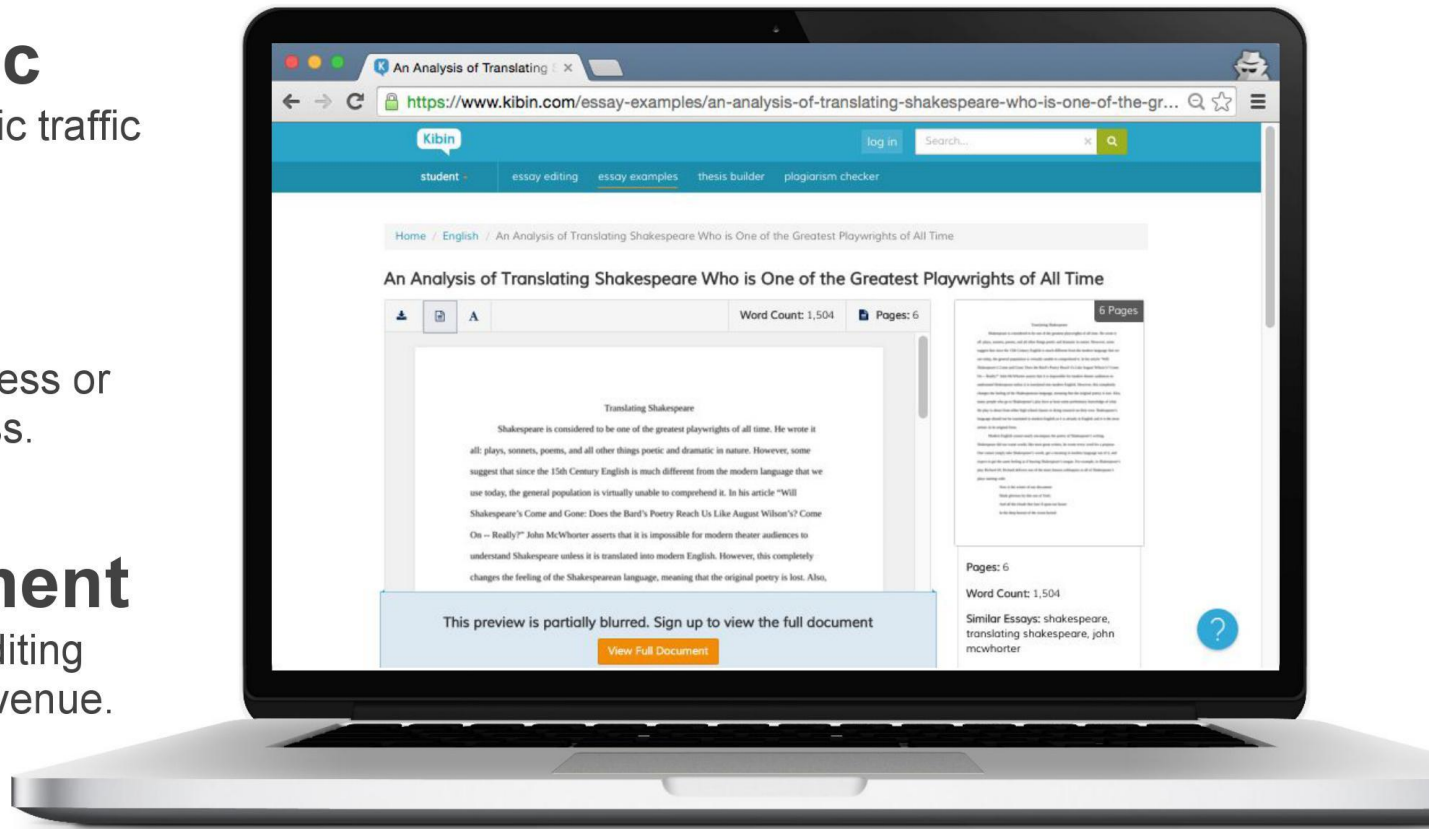 c
ic traffic
ess or
ss.
nent
diting
venue.
An Analysis of Translating S
https://www.kibin.com/essay-examples/an-analysis-of-translating-shakespeare-who-is-one-of-the-gr...
Kibin
log in
Search...
student
essay editing
essay examples
thesis builder
plagiarism checker
Home / English / An Analysis of Translating Shakespeare Who is One of the Greatest Playwrights of All Time
An Analysis of Translating Shakespeare Who is One of the Greatest Playwrights of All Time
A
Word Count: 1,504
Pages: 6
Translating Shakespeare
Shakespeare is considered to be one of the greatest playwrights of all time. He wrote it
all: plays, sonnets, poems, and all other things poetic and dramatic in nature. However, some
suggest that since the 15th Century English is much different from the modern language that we
use today, the general population is virtually unable to comprehend it. In his article “Will
Shakespeare’s Come and Gone: Does the Bard’s Poetry Reach Us Like August Wilson’s? Come
On -- Really?” John McWhorter asserts that it is impossible for modern theater audiences to
understand Shakespeare unless it is translated into modern English. However, this completely
changes the feeling of the Shakespearean language, meaning that the original poetry is lost. Also,
This preview is partially blurred. Sign up to view the full document
View Full Document
6 Pages
Translating Shakespeare
Pages: 6
Word Count: 1,504
Similar Essays: shakespeare,
translating shakespeare, john
mcwhorter
?